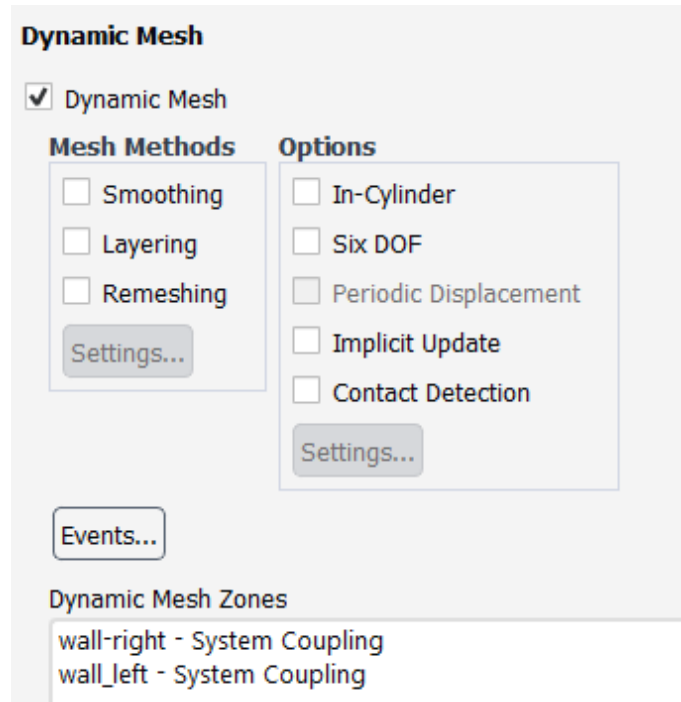 Dynamic Mesh
Dynamic Mesh
Mesh Methods
Smoothing
Layering
Remeshing
Settings...
Options
In-Cylinder
Six DOF
Periodic Displacement
Implicit Update
Contact Detection
Settings...
Events...
Dynamic Mesh Zones
wall-right - System Coupling
wall_left - System Coupling